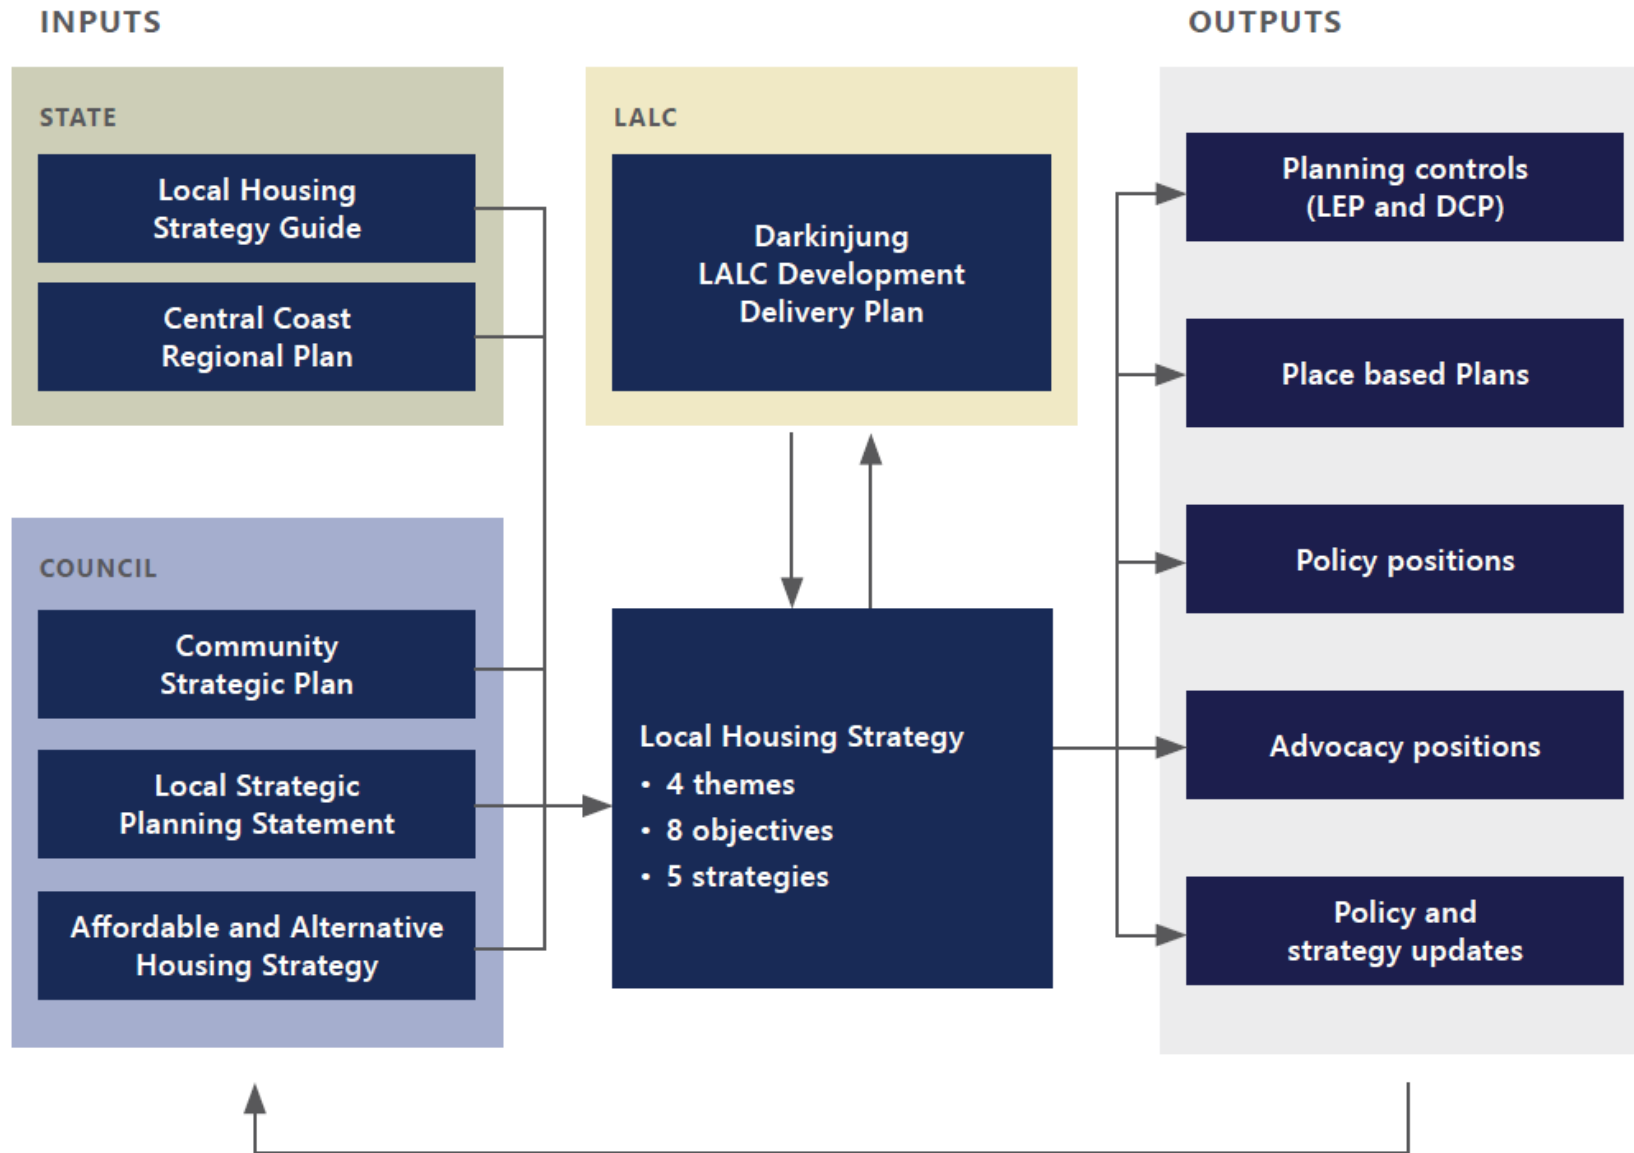 INPUTS
STATE
Local Housing
Strategy Guide
Central Coast
Regional Plan
COUNCIL
Community
Strategic Plan
Local Strategic
Planning Statement
Affordable and Alternative
Housing Strategy
LALC
Darkinjung
LALC Development
Delivery Plan
Local Housing Strategy
• 4 themes
• 8 objectives
• 5 strategies
OUTPUTS
Planning controls
(LEP and DCP)
Place based Plans
Policy positions
Advocacy positions
Policy and
strategy updates